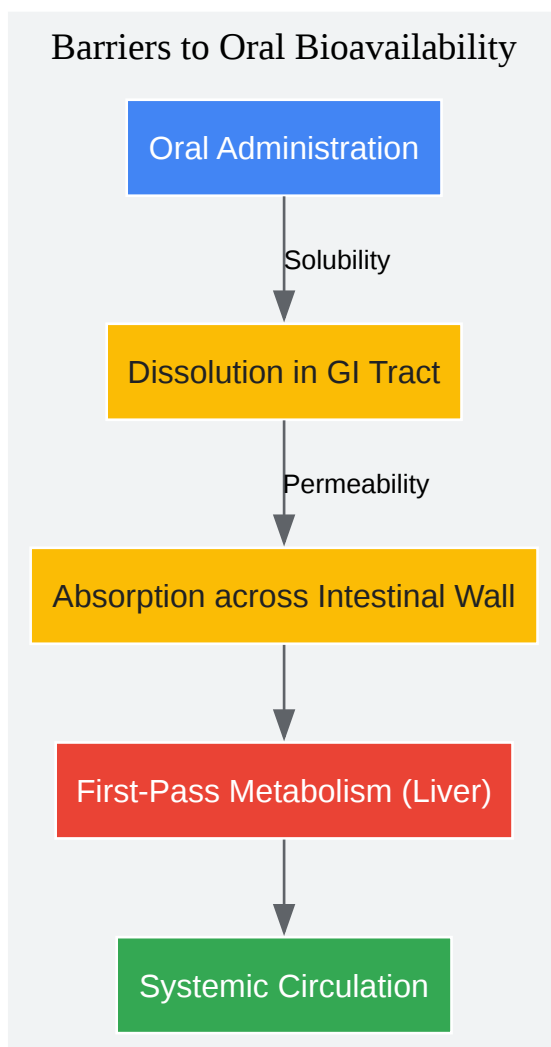 Barriers to Oral Bioavailability
Oral Administration
Solubility
Dissolution in GI Tract
Permeability
Absorption across Intestinal Wall
First-Pass Metabolism (Liver)
Systemic Circulation